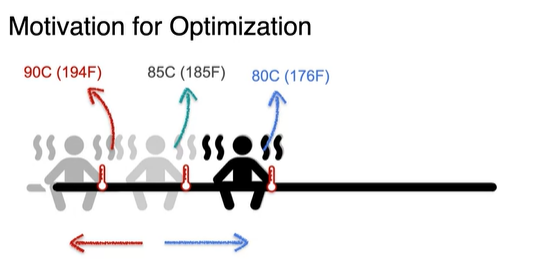 Motivation for Optimization
90C (194F)
85C (185F)
80C (176F)